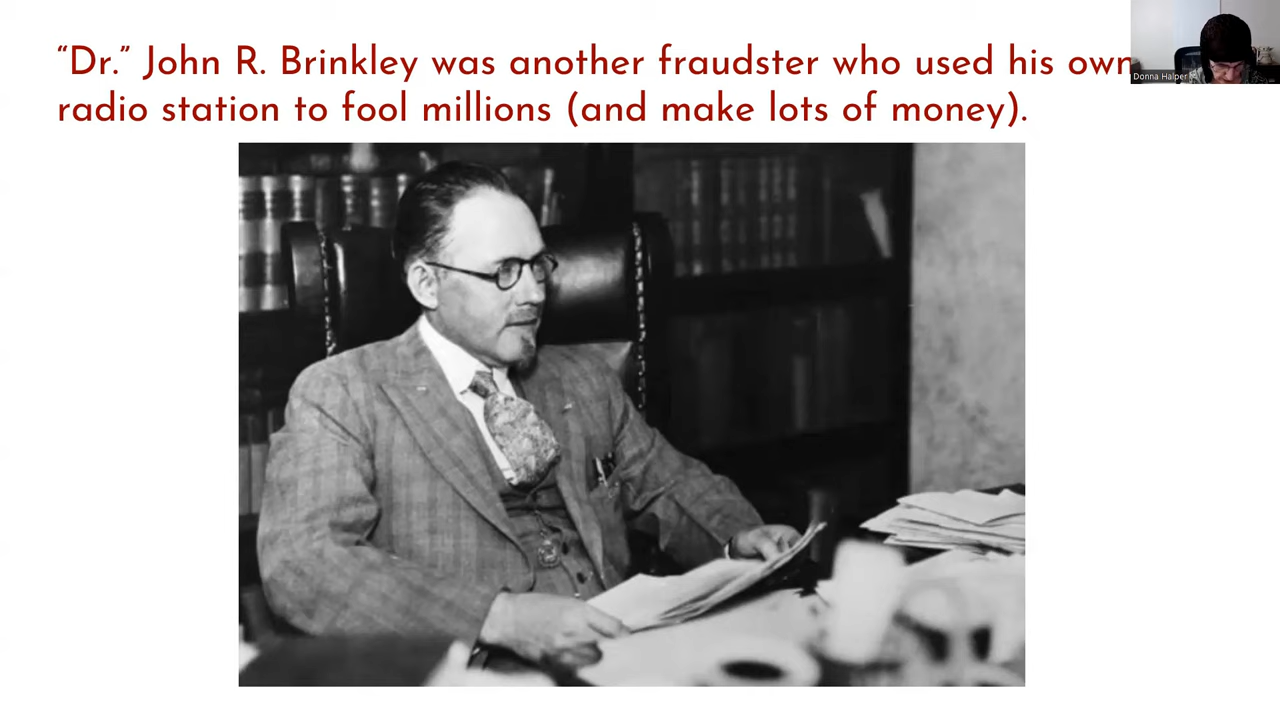 “Dr.” John R. Brinkley was another fraudster who used his own
radio station to fool millions (and make lots of money).
Donna Halper